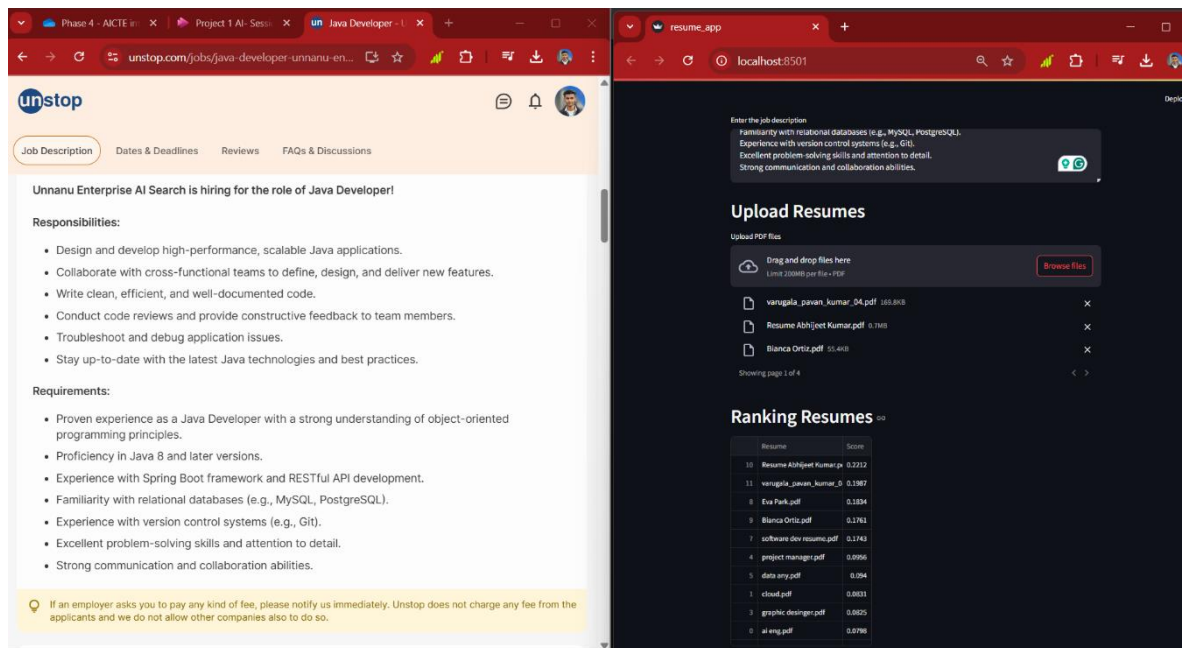 Phase 4 - AICTE in
Project 1 AI- Sessi
un
Java Developer - U
unstop.com/jobs/java-developer-unnanu-en...
unstop
Job Description
Dates & Deadlines
Reviews
FAQs & Discussions
Unnanu Enterprise AI Search is hiring for the role of Java Developer!
Responsibilities:
• Design and develop high-performance, scalable Java applications.
• Collaborate with cross-functional teams to define, design, and deliver new features.
• Write clean, efficient, and well-documented code.
• Conduct code reviews and provide constructive feedback to team members.
• Troubleshoot and debug application issues.
• Stay up-to-date with the latest Java technologies and best practices.
Requirements:
• Proven experience as a Java Developer with a strong understanding of object-oriented
programming principles.
• Proficiency in Java 8 and later versions.
• Experience with Spring Boot framework and RESTful API development.
• Familiarity with relational databases (e.g., MySQL, PostgreSQL).
• Experience with version control systems (e.g., Git).
• Excellent problem-solving skills and attention to detail.
• Strong communication and collaboration abilities.
If an employer asks you to pay any kind of fee, please notify us immediately. Unstop does not charge any fee from the
applicants and we do not allow other companies also to do so.
resume_app
localhost:8501
Deplo
Enter the job description
Familiarity with relational databases (e.g., MySQL, PostgreSQL).
Experience with version control systems (e.g., Git).
Excellent problem-solving skills and attention to detail.
Strong communication and collaboration abilities.
Upload Resumes
Upload PDF files
Drag and drop files here
Limit 200MB per file • PDF
Browse files
varugala_pavan_kumar_04.pdf 169.8KB
Resume Abhijeet Kumar.pdf 0.7MB
Bianca Ortiz.pdf 55.4KB
Showing page 1 of 4
Ranking Resumes
Resume Score
10 Resume Abhijeet Kumar.p 0.2212
11 varugala_pavan_kumar_0 0.1987
8 Eva Park.pdf 0.1834
9 Bianca Ortiz.pdf 0.1761
7 software dev resume.pdf 0.1743
4 project manager.pdf 0.0956
5 data any.pdf 0.094
1 cloud.pdf 0.0831
3 graphic desinger.pdf 0.0825
0 ai eng.pdf 0.0798